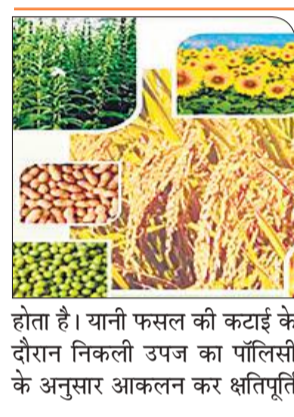 होता है। यानी फसल की कटाई के
दौरान निकली उपज का पॉलिसी
के अनुसार आकलन कर क्षतिपूर्ति